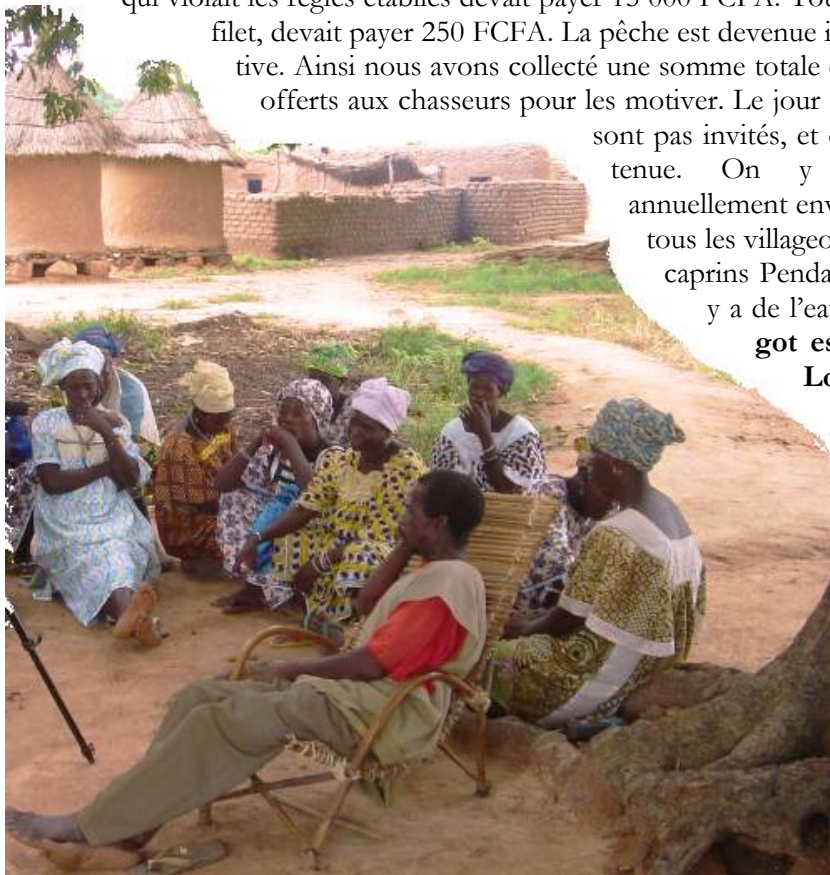 qui violait les règles établies devait payer 15 000 FCFA. Tou
filet, devait payer 250 FCFA. La pêche est devenue i
tive. Ainsi nous avons collecté une somme totale
offerts aux chasseurs pour les motiver. Le jour
sont pas invités, et
tenue. On y
annuellement env
tous les villageo
caprins Penda
y a de l'eau
got es
Lo